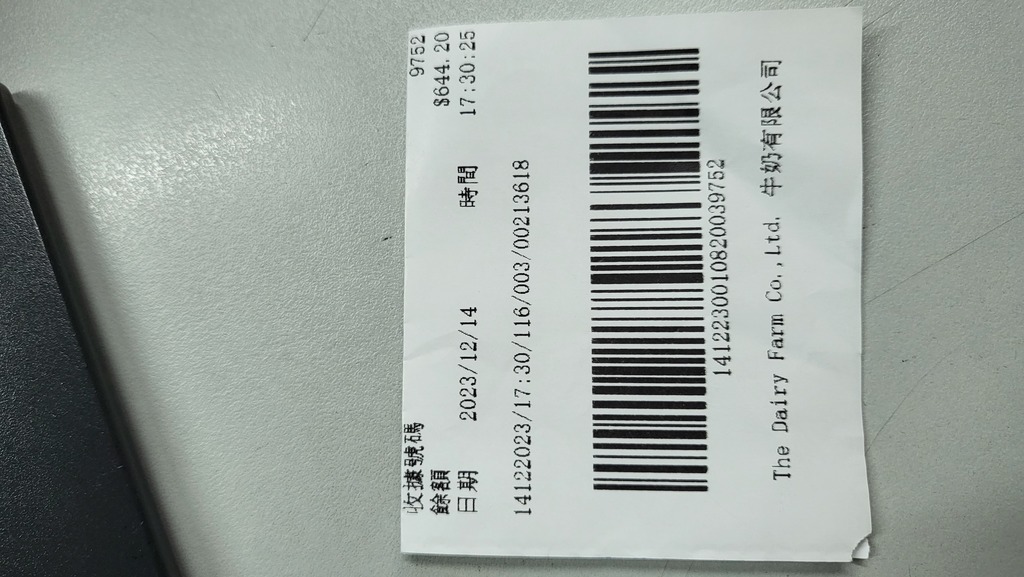 收據號碼 9752
餘額 $644.20
日期 2023/12/14 時間 17:30:25
14122023/17:30/116/003/00213618
1412230010820039752
The Dairy Farm Co.,Ltd. 牛奶有限公司